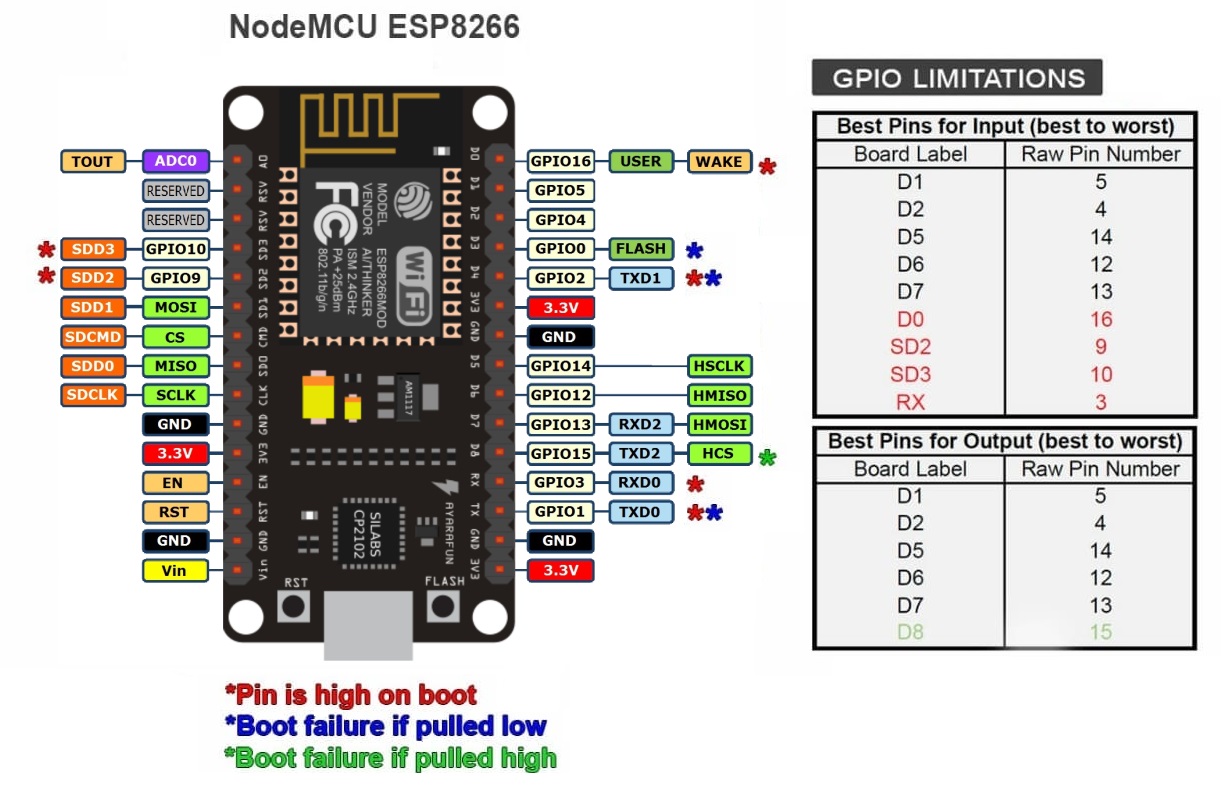 NodeMCU ESP8266
GPIO LIMITATIONS
Best Pins for Input (best to worst)
Board Label Raw Pin Number
D1 5
D2 4
D5 14
D6 12
D7 13
D0 16
SD2 9
SD3 10
RX 3
Best Pins for Output (best to worst)
Board Label Raw Pin Number
D1 5
D2 4
D5 14
D6 12
D7 13
D8 15
TOUT ADC0
RESERVED
RESERVED
* SDD3 GPIO10
* SDD2 GPIO9
SDD1 MOSI
SDCMD CS
SDD0 MISO
SDCLK SCLK
GND
3.3V
EN
RST
GND
Vin
A0
RSV
RSV
SD3
SD2
SD1
CMD
SD0
CLK
GND
3V3
EN
RST
GND
Vin
MODEL
VENDOR
ESP8266MOD
AI/THINKER
ISM 2.4GHz
PA +25dBm
802.11b/g/n
FC
Wi Fi
AM1117
SILABS
CP2102
AYARAFUN
RST
FLASH
D0
D1
D2
D3
D4
3V3
GND
D5
D6
D7
D8
RX
TX
GND
3V3
GPIO16 USER WAKE *
GPIO5
GPIO4
GPIO0 FLASH *
GPIO2 TXD1 **
3.3V
GND
GPIO14 HSCLK
GPIO12 HMISO
GPIO13 RXD2 HMOSI
GPIO15 TXD2 HCS *
GPIO3 RXD0 *
GPIO1 TXD0 **
GND
3.3V
*Pin is high on boot
*Boot failure if pulled low
*Boot failure if pulled high